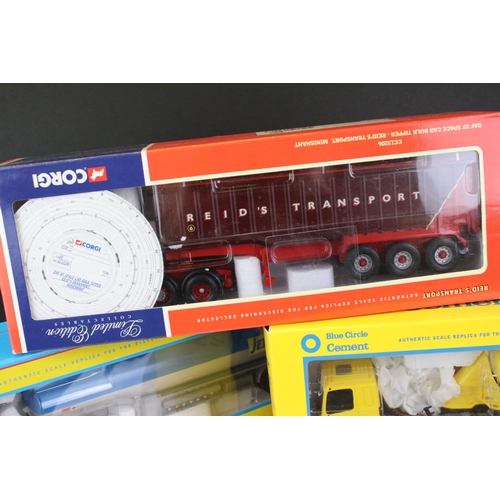 CC13206
DAF XF SPACE CAB BULK TIPPER - REID'S TRANSPORT, MINISHANT
CORGI
REID'S TRANSPORT
6
CORGI
Limited Edition
COLLECTABLES
AUTHENTIC SCALE REPLICA FOR THE DISCERNING COLLECTOR
REID'S TRANSPORT
Blue Circle
Cement
AUTHENTIC SCALE REPLICA FOR
AUTHENTIC SCALE REPLICA FOR THE